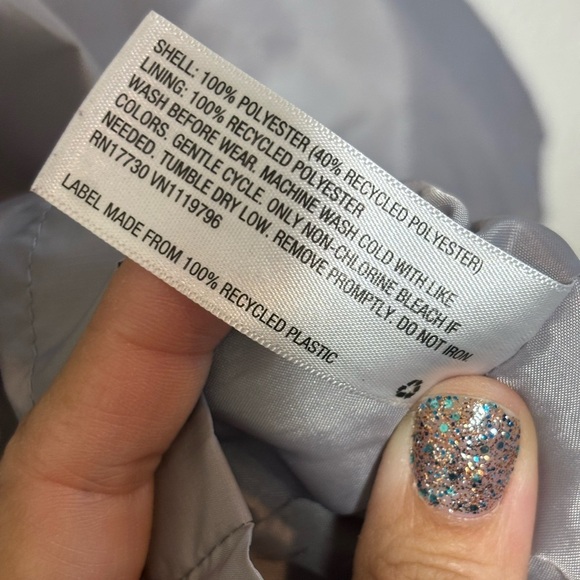 SHELL: 100% POLYESTER (40% RECYCLED POLYESTER)
LINING: 100% RECYCLED POLYESTER
WASH BEFORE WEAR. MACHINE WASH COLD WITH LIKE
COLORS, GENTLE CYCLE. ONLY NON-CHLORINE BLEACH IF
NEEDED. TUMBLE DRY LOW. REMOVE PROMPTLY. DO NOT IRON.
RN17730 VN1119796
LABEL MADE FROM 100% RECYCLED PLASTIC